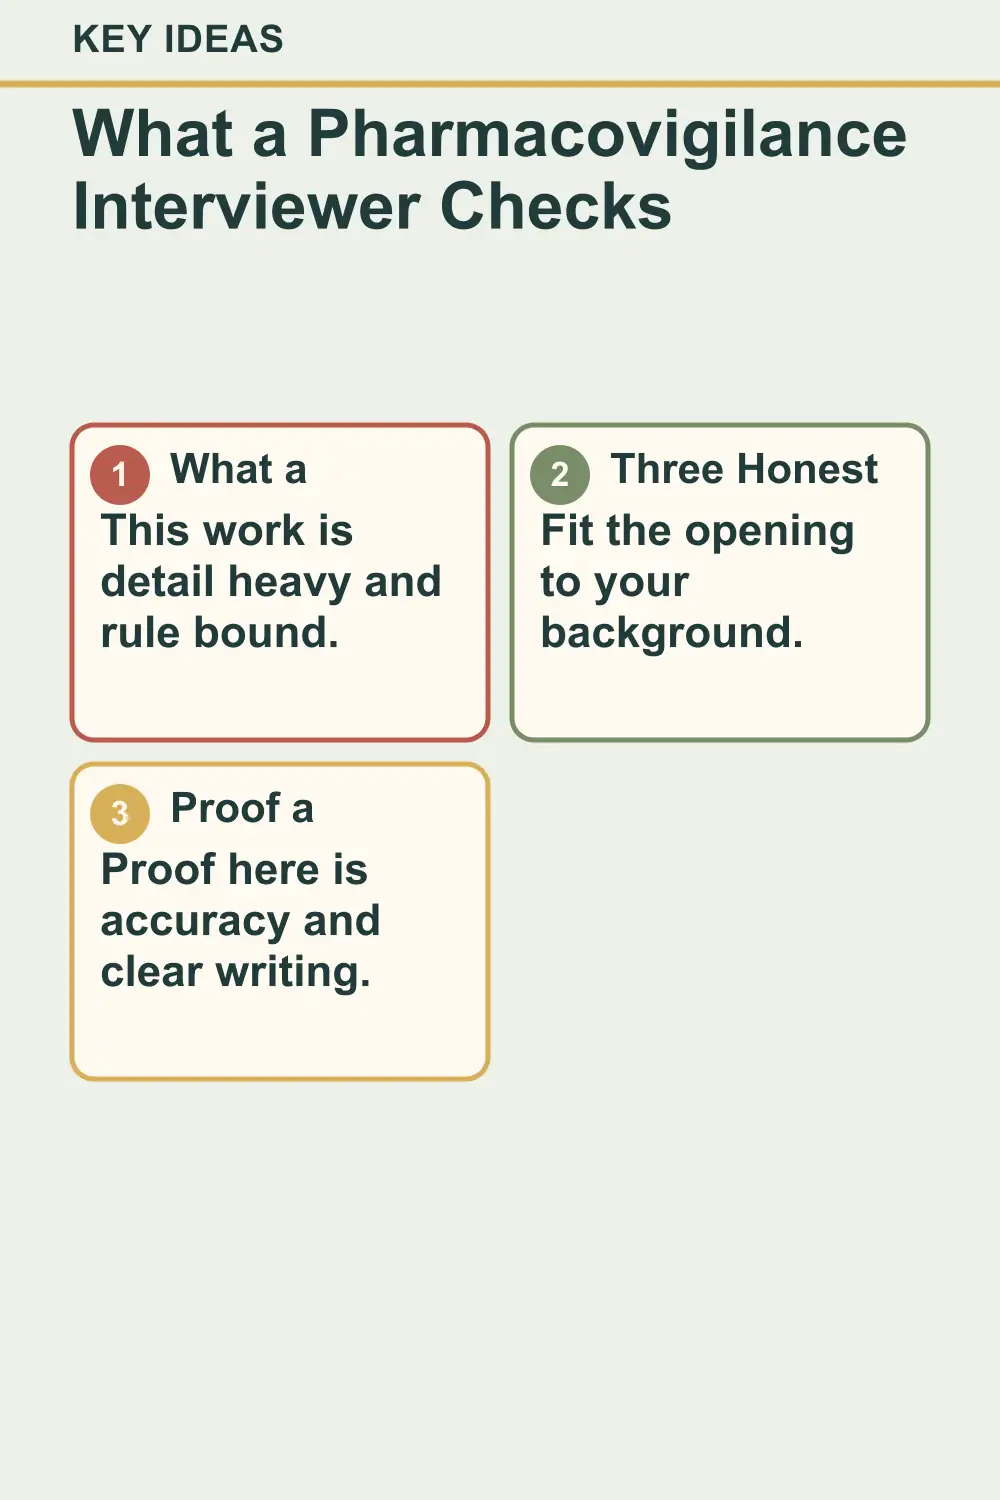 KEY IDEAS
What a Pharmacovigilance
Interviewer Checks
1 What a
This work is
detail heavy and
rule bound.
2 Three Honest
Fit the opening
to your
background.
3 Proof a
Proof here is
accuracy and
clear writing.